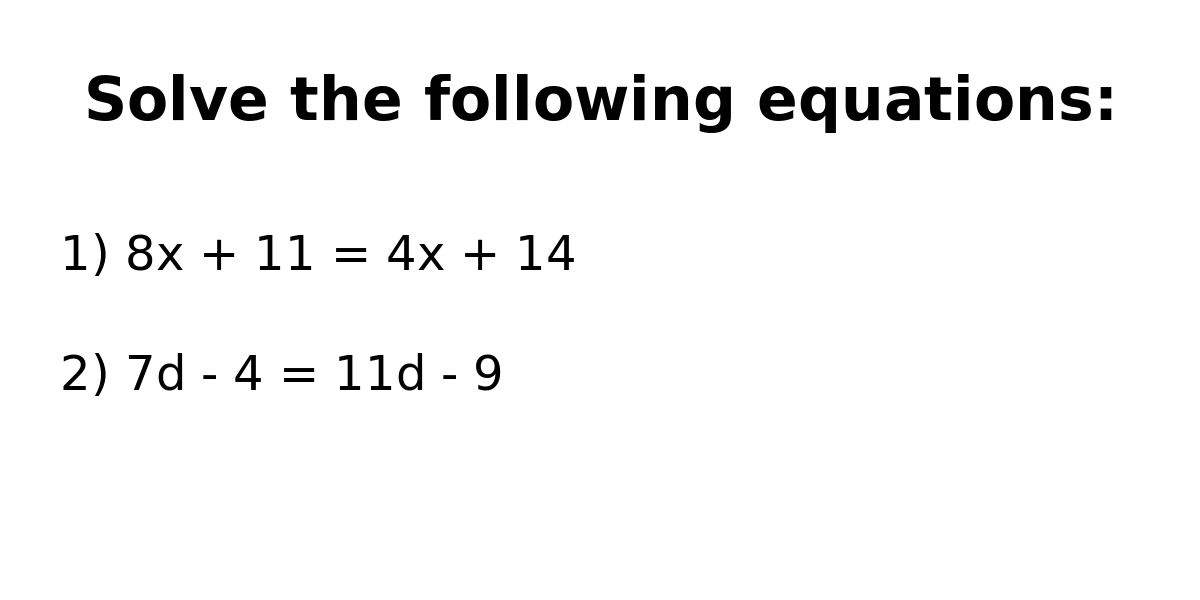 Solve the following equations:
1) 8x + 11 = 4x + 14
2) 7d - 4 = 11d - 9